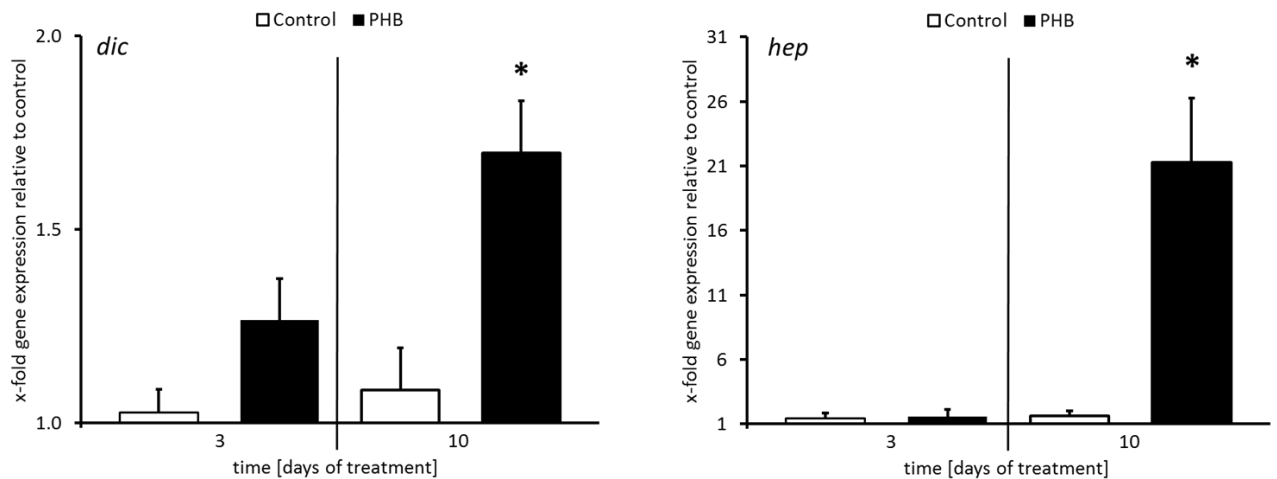 Control PHB
dic
*
2.0
1.5
1.0
x-fold gene expression relative to control
3 10
time [days of treatment]
Control PHB
hep
*
31
26
21
16
11
6
1
x-fold gene expression relative to control
3 10
time [days of treatment]